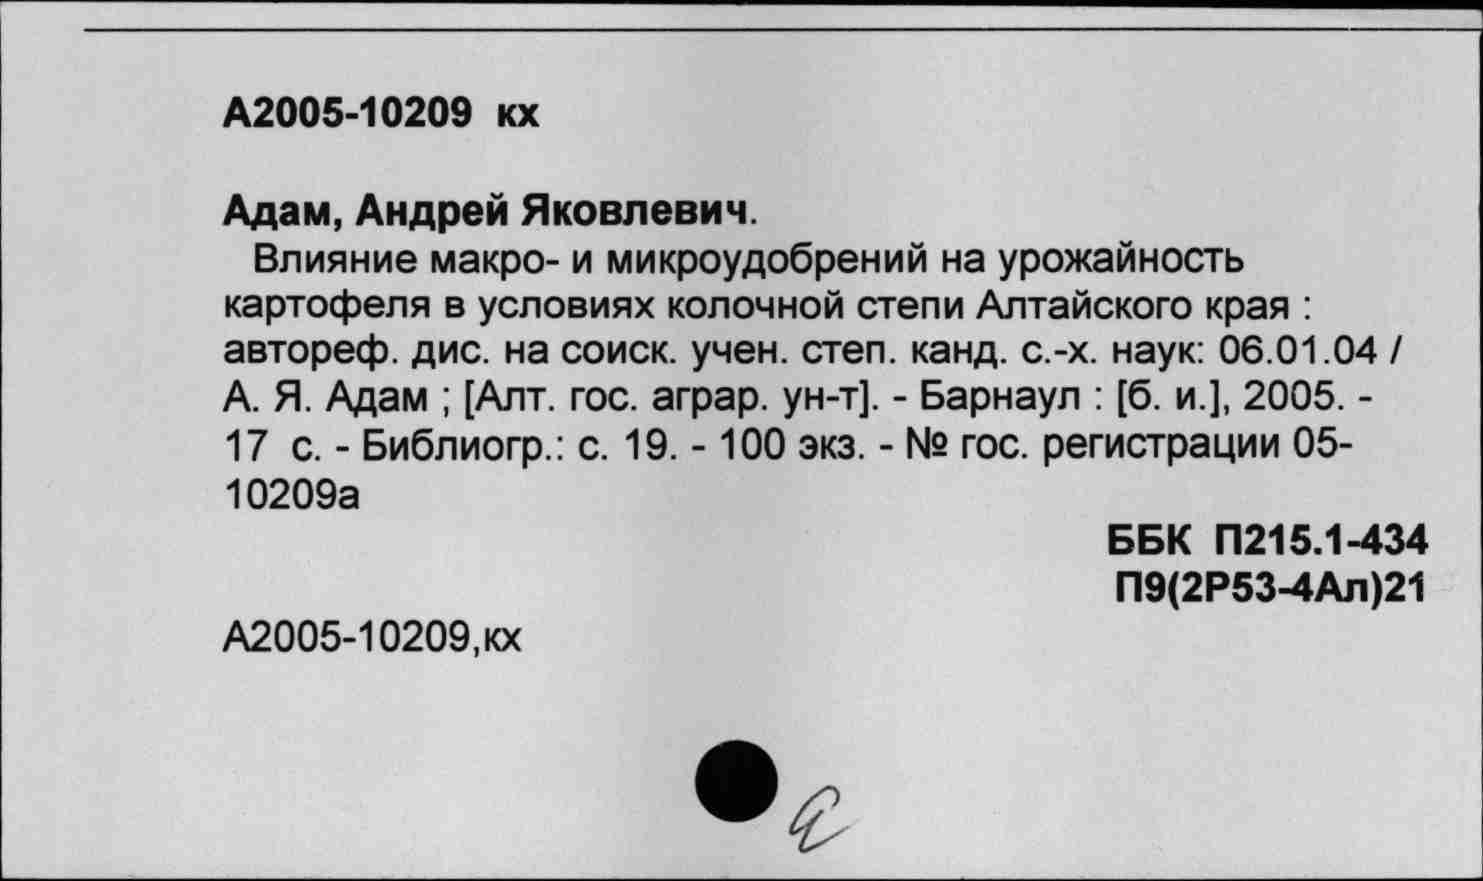 А2005-10209 кх
Адам, Андрей Яковлевич.
Влияние макро- и микроудобрений на урожайность
картофеля в условиях колочной степи Алтайского края :
автореф. дис. на соиск. учен. степ. канд. с.-х. наук: 06.01.04 /
А. Я. Адам ; [Алт. гос. аграр. ун-т]. - Барнаул : [б. и.], 2005. -
17 с. - Библиогр.: с. 19. - 100 экз. - № гос. регистрации 05-
10209а
ББК П215.1-434
П9(2Р53-4Ал)21
А2005-10209,кх